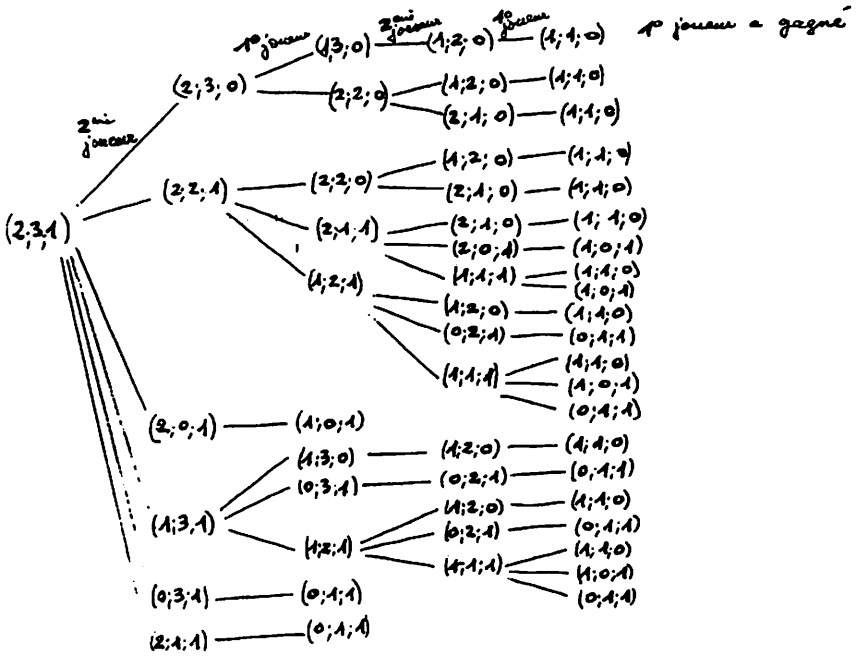 1º joueur (1;3;0) 2ème joueur (1;2;0) 1º joueur (1;1;0) 1º joueur a gagné
2ème joueur (2;3;0) (2;2;0) (1;2;0) (1;1;0)
(2;1;0) (1;1;0)
(1;2;0) (1;1;0)
(2;2;1) (2;2;0) (2;1;0) (1;1;0)
(2;3;1) (2;1;1) (2;1;0) (1;1;0)
(2;0;1) (1;0;1)
(1;1;1) (1;1;0)
(1;0;1)
(1;2;1) (1;2;0) (1;1;0)
(0;2;1) (0;1;1)
(1;1;1) (1;1;0)
(1;0;1)
(0;1;1)
(2;0;1) (1;0;1)
(1;3;0) (1;2;0) (1;1;0)
(0;3;1) (0;2;1) (0;1;1)
(1;3;1) (1;2;0) (1;1;0)
(1;2;1) (0;2;1) (0;1;1)
(1;1;1) (1;1;0)
(1;0;1)
(0;3;1) (0;1;1) (0;1;1)
(2;1;1) (0;1;1)